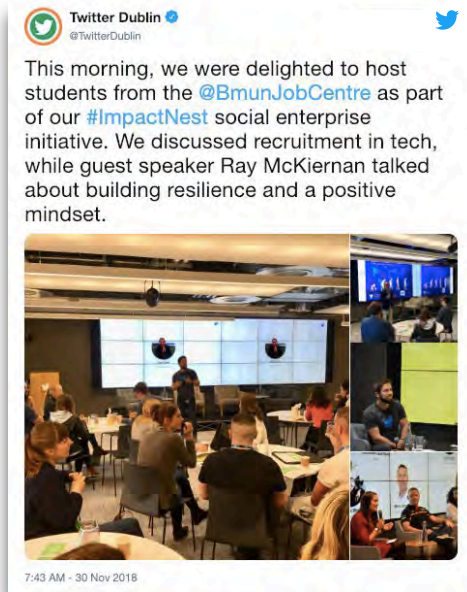 Twitter Dublin
@TwitterDublin
This morning, we were delighted to host
students from the @BmunJobCentre as part
of our #ImpactNest social enterprise
initiative. We discussed recruitment in tech,
while guest speaker Ray McKiernan talked
about building resilience and a positive
mindset.
7:43 AM - 30 Nov 2018